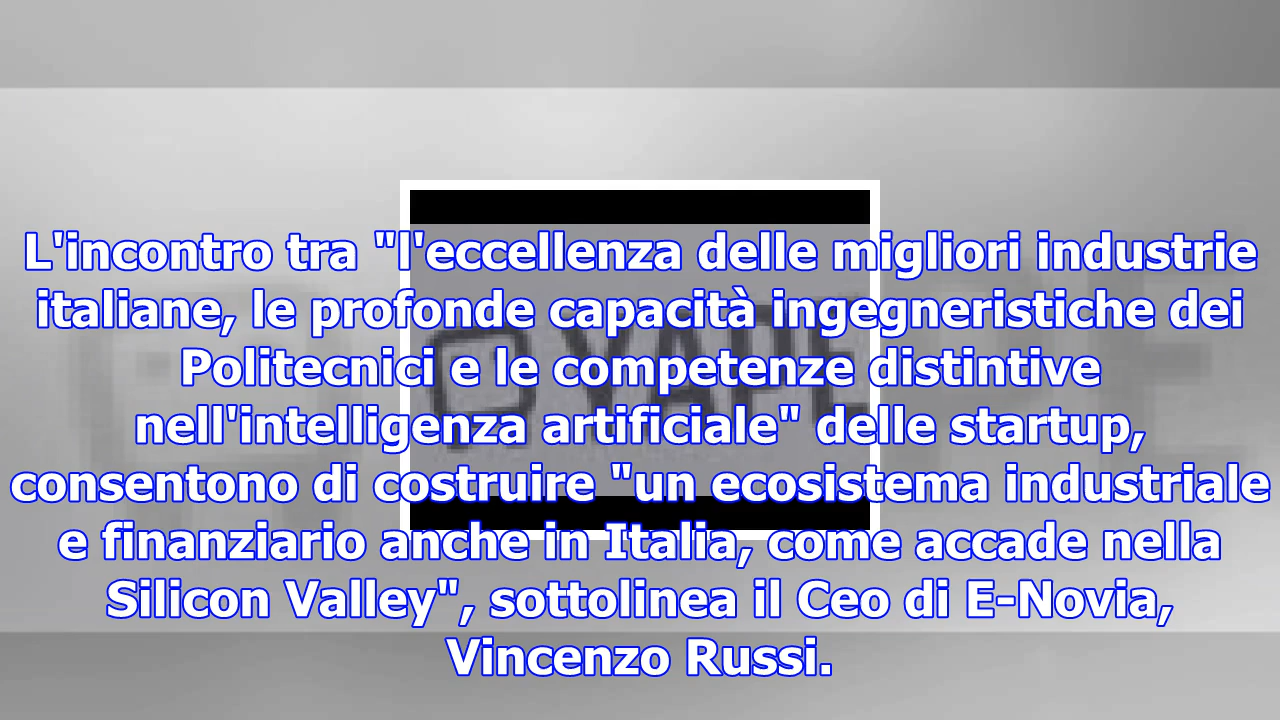 L'incontro tra "l'eccellenza delle migliori industrie
italiane, le profonde capacità ingegneristiche dei
Politecnici e le competenze distintive
nell'intelligenza artificiale" delle startup,
consentono di costruire "un ecosistema industriale
e finanziario anche in Italia, come accade nella
Silicon Valley", sottolinea il Ceo di E-Novia,
Vincenzo Russi.
YAPE